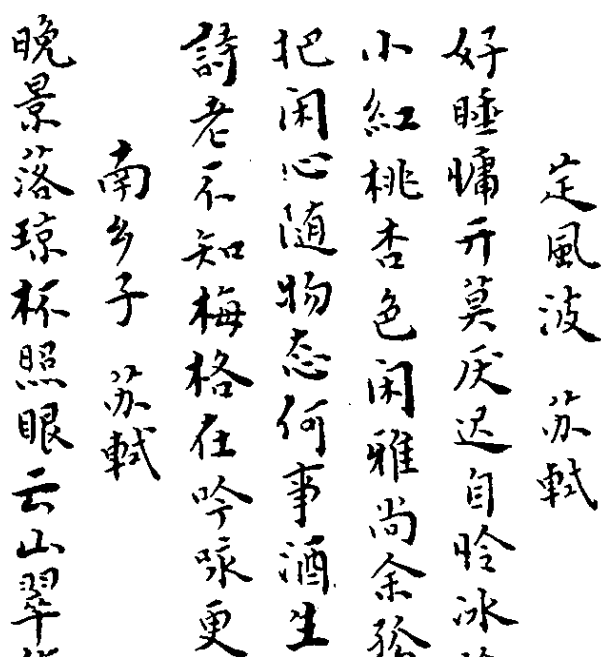 定風波 苏軾
好睡慵开莫厌迟自昤冰
小紅桃杏色闲雅尚余
把闲心随物态何事酒生
詩老不知梅格在吟咏更
南乡子 苏軾
晚景落琼杯照眼云山翠